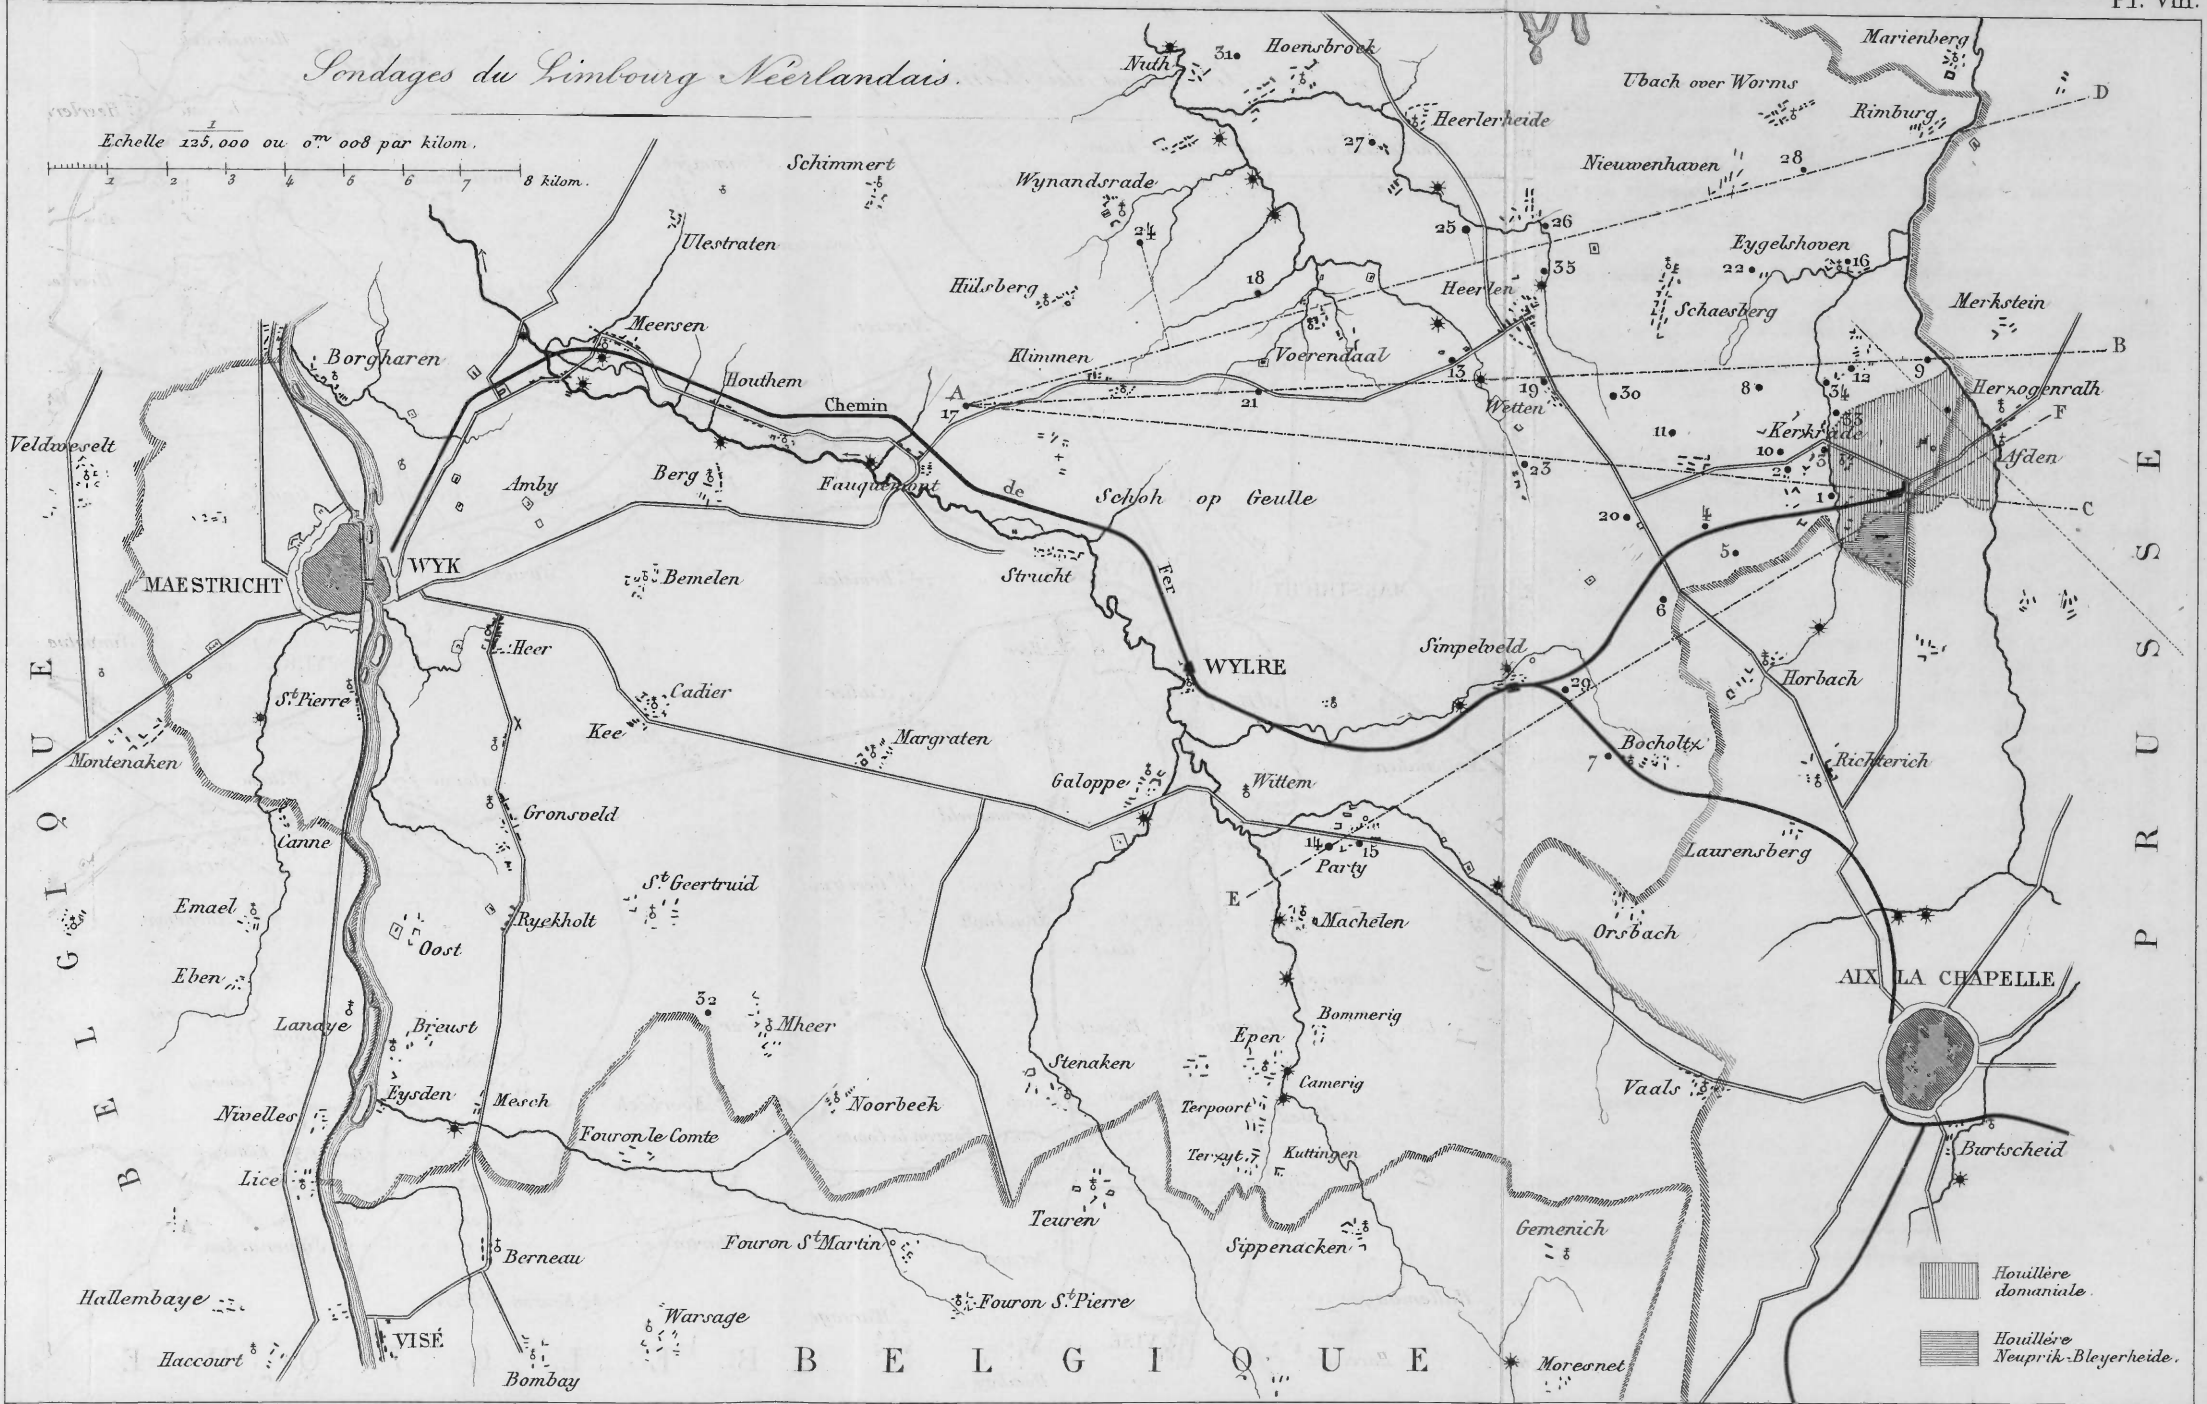 Pl. VIII.
Sondages du Limbourg Néerlandais.
Echelle 1/125,000 ou 0m. 008 par kilom.
1 2 3 4 5 6 7 8 kilom.
Nuth
31
Hoensbroek
Marienberg
Ubach over Worms
D
Rimburg
Heerlerheide
27
Schimmert
Wynandsrade
Nieuwenhaven
28
Ulestraten
24
25
26
Eygelshoven
16
22
35
18
Hülsberg
Heerlen
Schaesberg
Merkstein
Meersen
Borgharen
Klimmen
Voerendaal
B
Houthem
13
9
12
Chemin
A
17
21
19
Wetten
30
8
34
Herzogenrath
33
F
Veldweselt
11
Kerkrade
10
3
2
Afden
Berg
Amby
Fauquemont
de
Schoh op Geulle
23
1
C
20
4
5
WYK
MAESTRICHT
Bemelen
Strucht
Fer
6
Heer
Simpelveld
WYLRE
Horbach
St. Pierre
Cadier
29
Kee
Margraten
Bocholtz
7
Richterich
Montenaken
Galoppe
Wittem
Gronsveld
Canne
14
15
Party
Laurensberg
St. Geertruid
E
Emael
Ryckholt
Machelen
Orsbach
Oost
Eben
AIX LA CHAPELLE
32
Lanaye
Breust
Mheer
Bommerig
Epen
Stenaken
Camerig
Vaals
Eysden
Mesch
Noorbeek
Terpoort
Nivelles
Fouron le Comte
Terzyt
Kuttingen
Burtscheid
Lice
Teuren
Gemenich
Fouron St. Martin
Sippenacken
Berneau
Houillère
domaniale.
Hallembaye
Fouron St. Pierre
Warsage
VISÉ
Houillère
Neuprik-Bleyerheide.
Haccourt
Bombay
Moresnet
BELGIQUE
BELGIQUE
PRUSSE